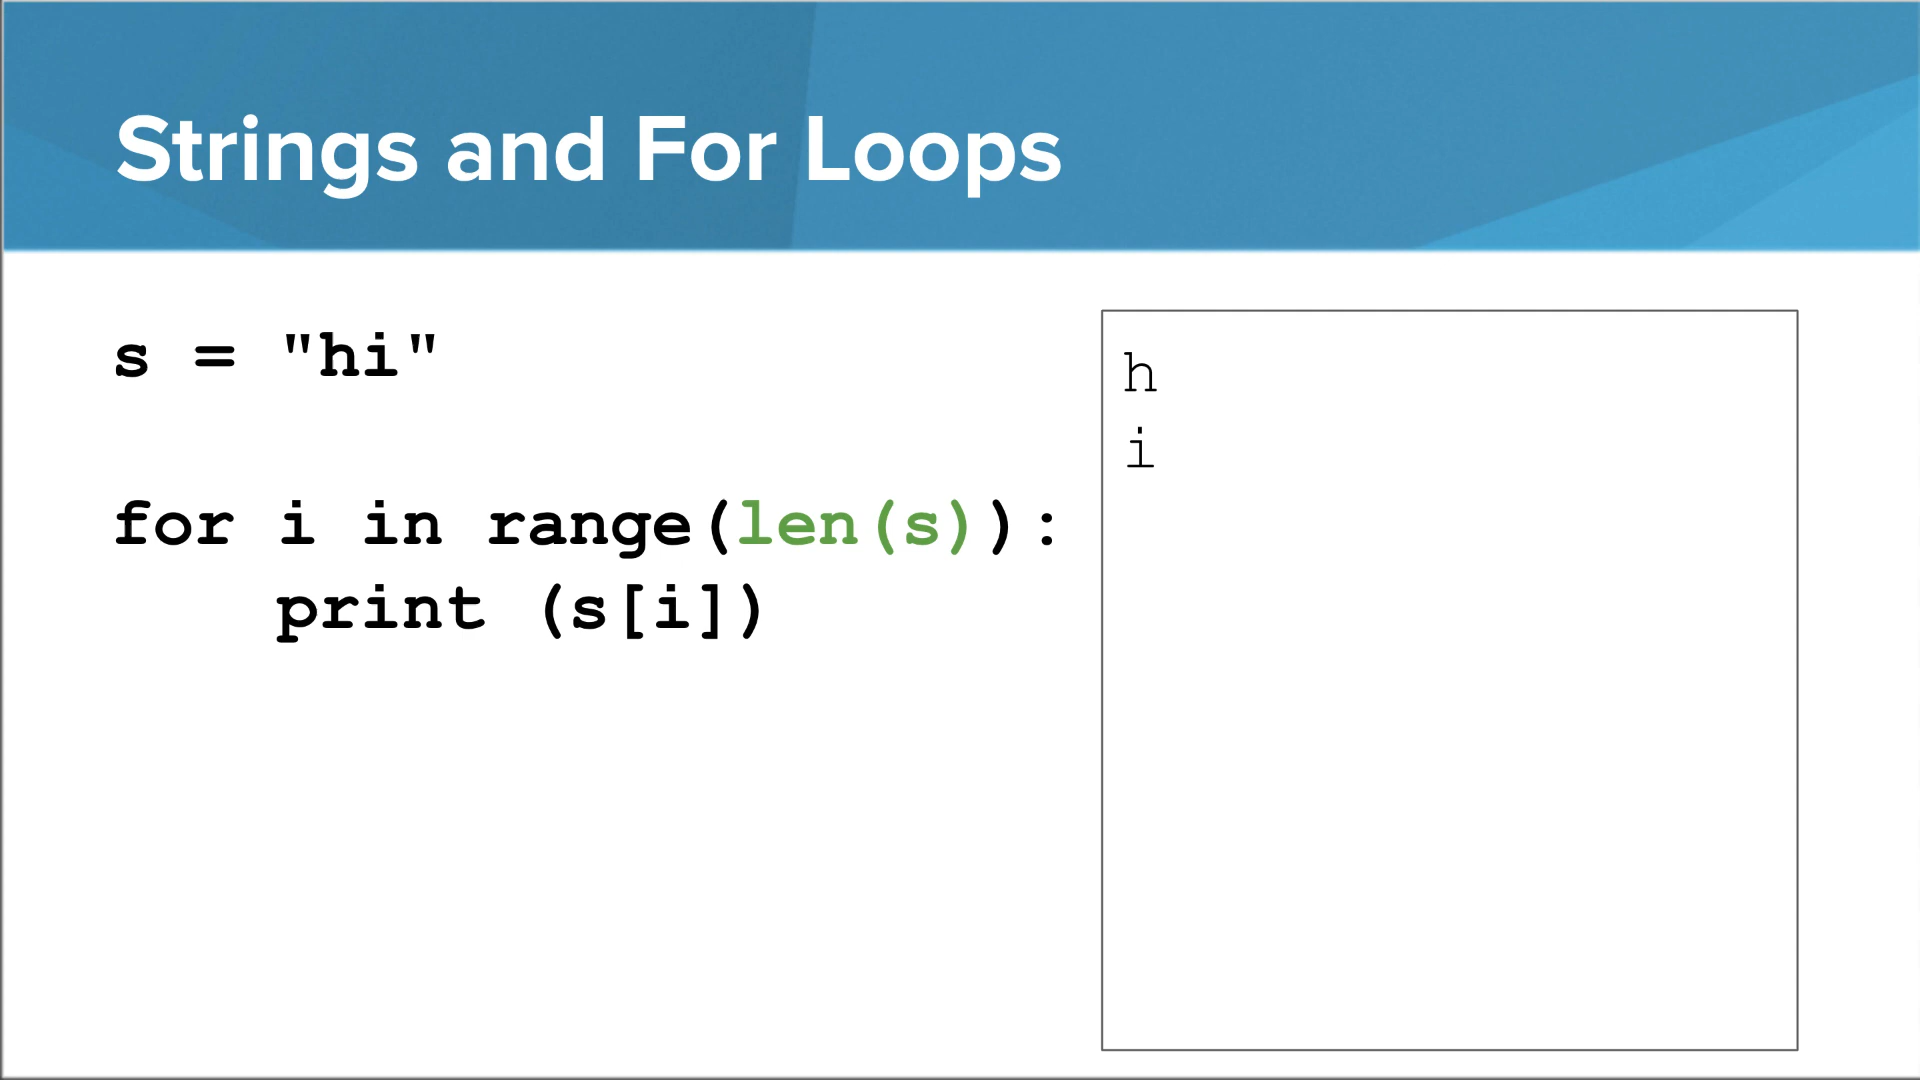 Strings and For Loops
s = "hi"
for i in range(len(s)):
    print (s[i])
h
i